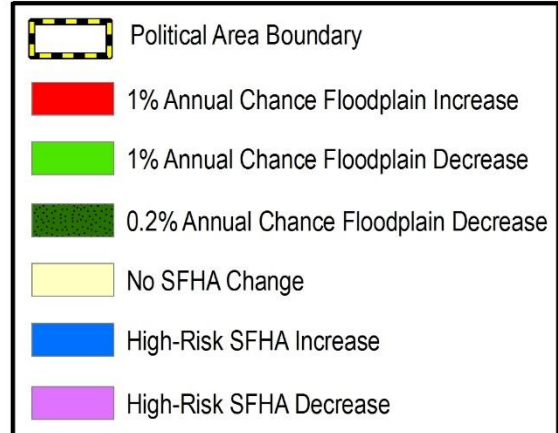 Political Area Boundary
1% Annual Chance Floodplain Increase
1% Annual Chance Floodplain Decrease
0.2% Annual Chance Floodplain Decrease
No SFHA Change
High-Risk SFHA Increase
High-Risk SFHA Decrease